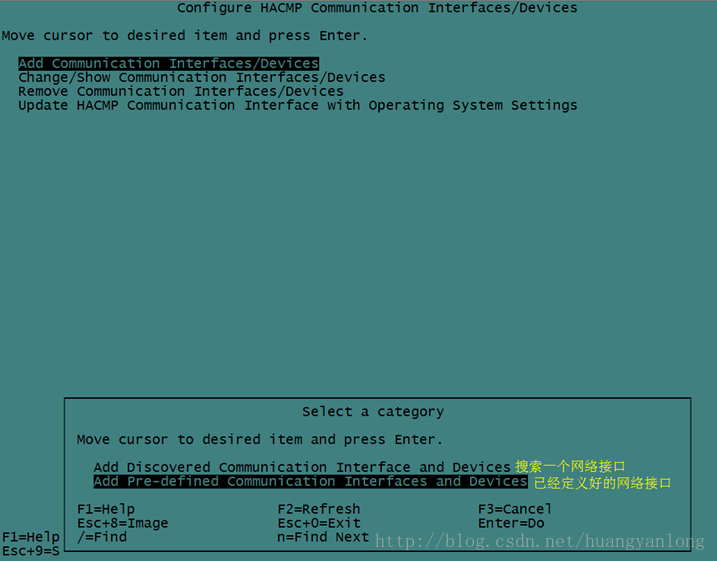 Configure HACMP Communication Interfaces/Devices
Move cursor to desired item and press Enter.
Add Communication Interfaces/Devices
Change/Show Communication Interfaces/Devices
Remove Communication Interfaces/Devices
Update HACMP Communication Interface with Operating System Settings
Select a category
Move cursor to desired item and press Enter.
Add Discovered Communication Interface and Devices 搜索一个网络接口
Add Pre-defined Communication Interfaces and Devices 已经定义好的网络接口
F1=Help F2=Refresh F3=Cancel
Esc+8=Image Esc+0=Exit Enter=Do
F1=Help /=Find n=Find Next
Esc+9=S
http://blog.csdn.net/huangyanlong